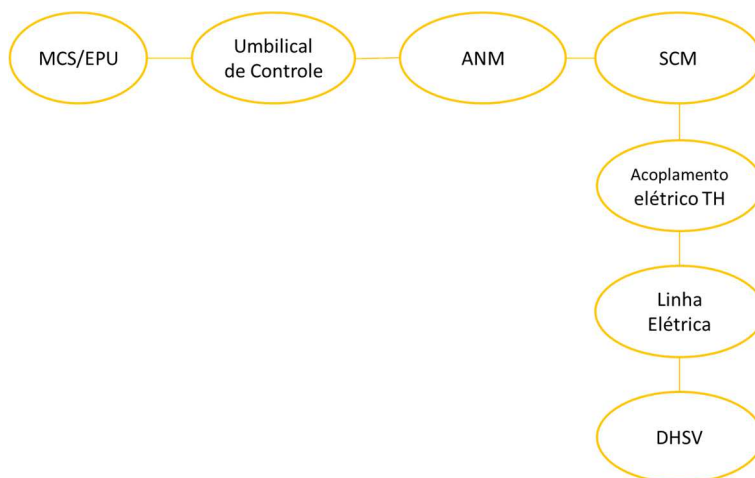 MCS/EPU
Umbilical
de Controle
ANM
SCM
Acoplamento
elétrico TH
Linha
Elétrica
DHSV